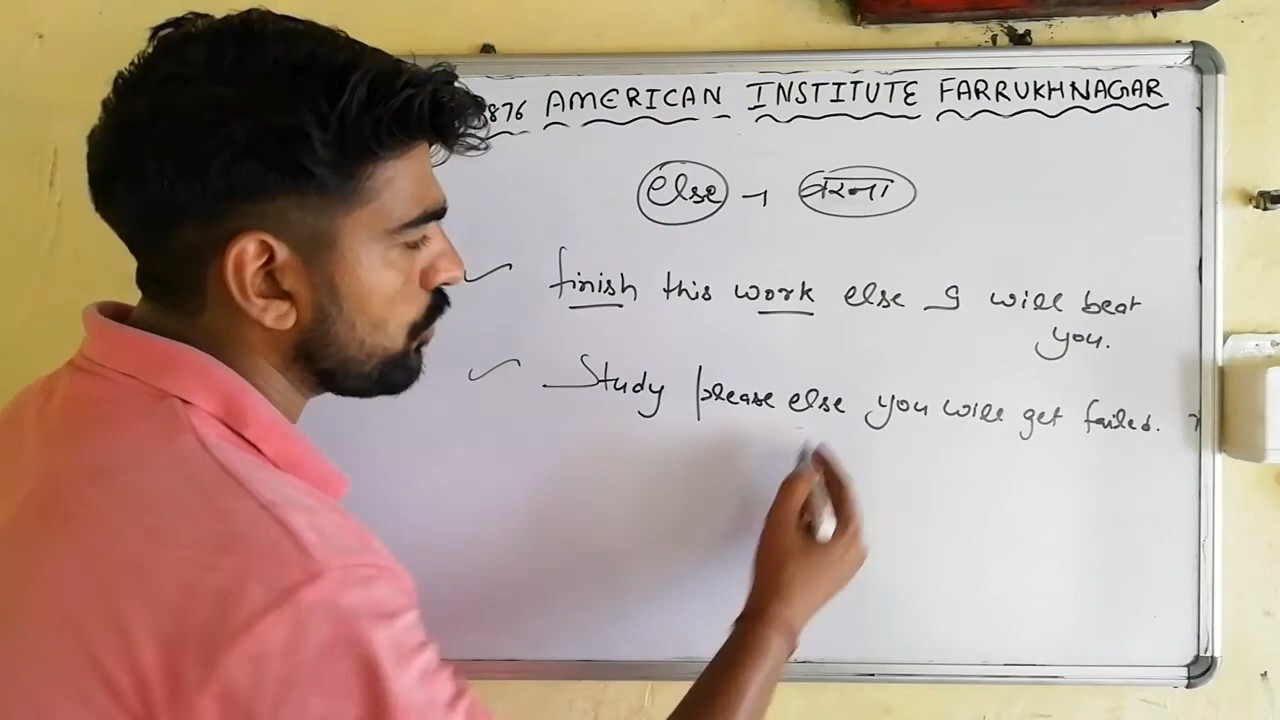 876 AMERICAN INSTITUTE FARRUKHNAGAR
else → वरना
finish this work else I will beat
you.
Study please else you will get failed.